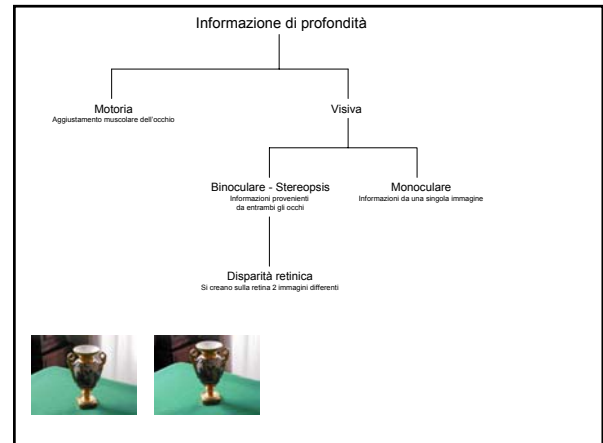 Informazione di profondità
Motoria
Aggiustamento muscolare dell'occhio
Visiva
Binoculare - Stereopsis
Informazioni provenienti
da entrambi gli occhi
Monoculare
Informazioni da una singola immagine
Disparità retinica
Si creano sulla retina 2 immagini differenti